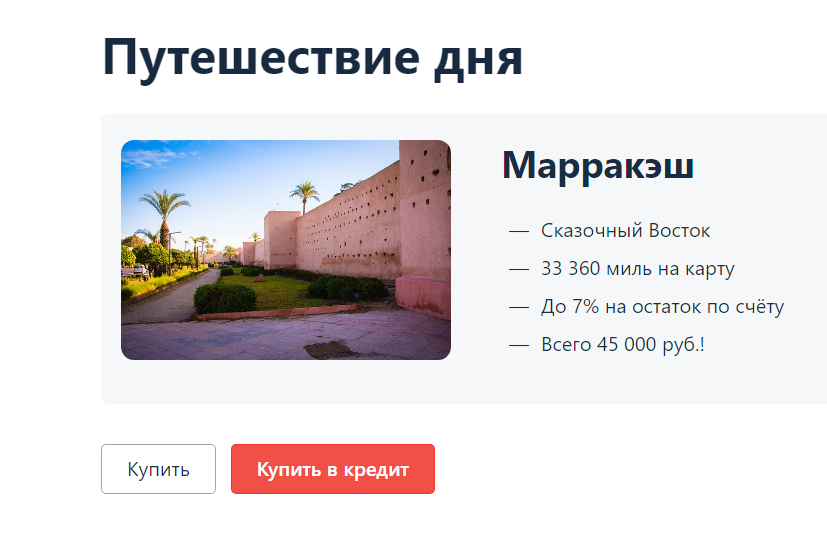 Путешествие дня
Марракэш
— Сказочный Восток
— 33 360 миль на карту
— До 7% на остаток по счёту
— Всего 45 000 руб.!
Купить
Купить в кредит